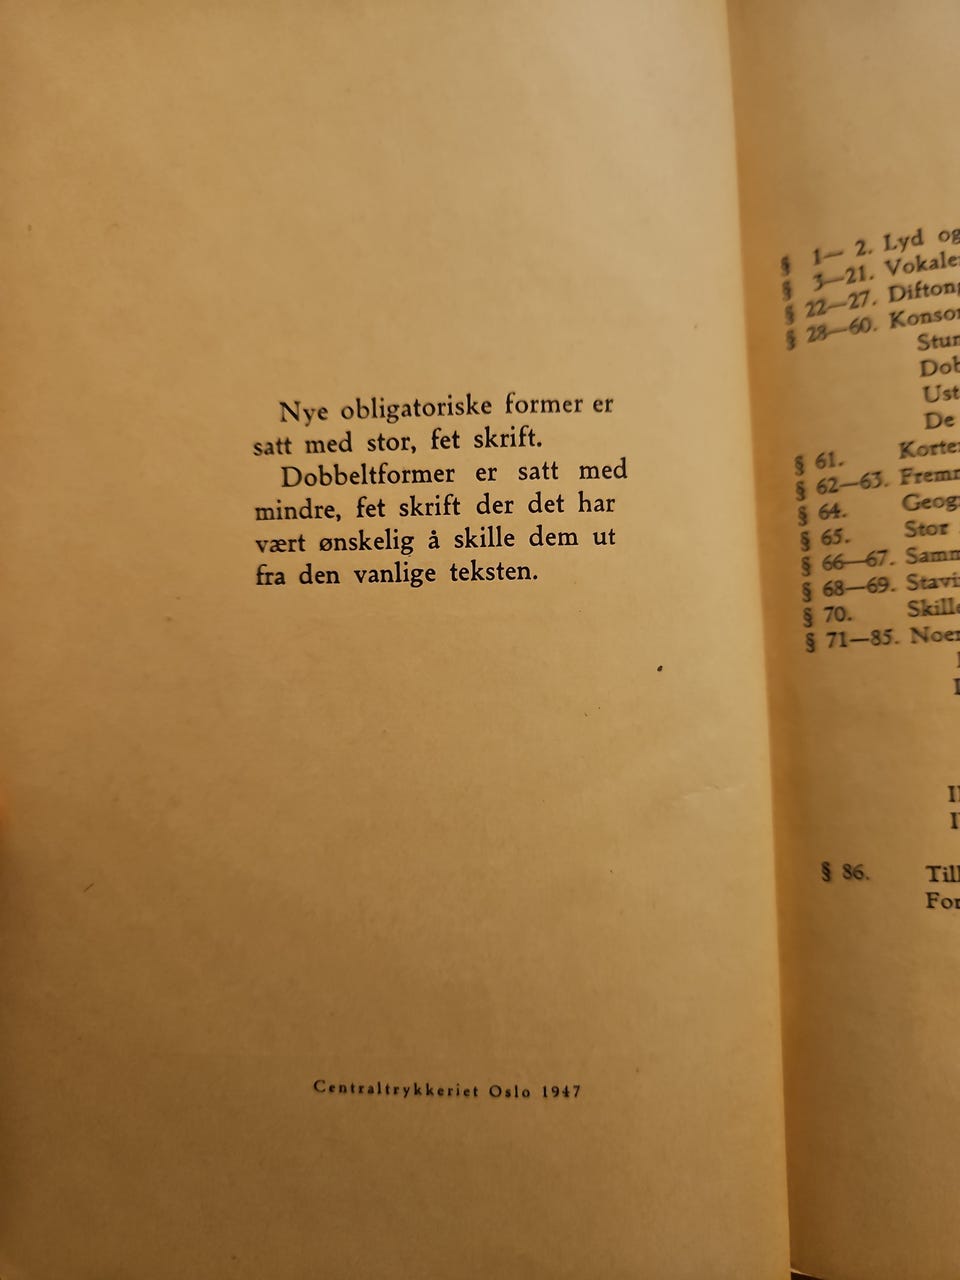 Nye obligatoriske former er
satt med stor, fet skrift.
Dobbeltformer er satt med
mindre, fet skrift der det har
vært ønskelig å skille dem ut
fra den vanlige teksten.
Centraltrykkeriet Oslo 1947
§ 1— 2. Lyd og
§ 3—21. Vokale
§ 22—27. Difton
§ 28—60. Konso
Stu
Dob
Ust
De
§ 61. Korte
§ 62—63. Frem
§ 64. Geog
§ 65. Stor
§ 66—67. Sam
§ 68—69. Stavi
§ 70. Skille
§ 71—85. Noe
§ 86. Till
For